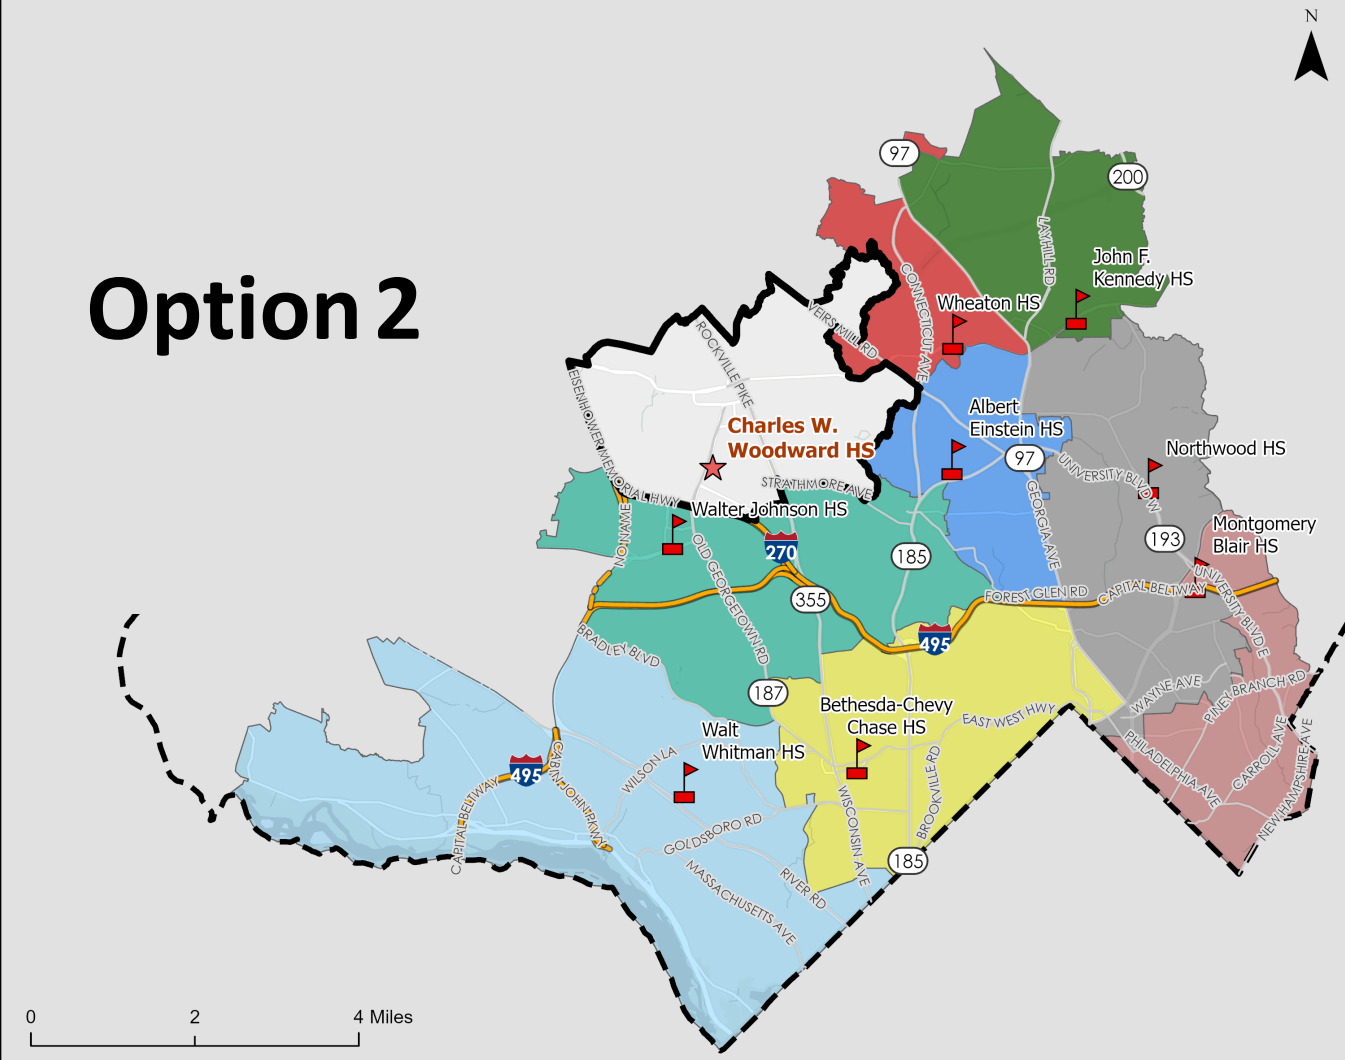 N
97
200
LAYHILL RD
John F.
Kennedy HS
CONNECTICUT AVE
Wheaton HS
VEIRS MILL RD
Option 2
ROCKVILLE PIKE
EISENHOWER MEMORIAL HWY
Albert
Einstein HS
Charles W.
Woodward HS
97
Northwood HS
UNIVERSITY BLVD W
STRATHMORE AVE
GEORGIA AVE
Walter Johnson HS
NO NAME
270
OLD GEORGETOWN RD
185
193
Montgomery
Blair HS
355
FOREST GLEN RD
CAPITAL BELTWAY
UNIVERSITY BLVD E
495
BRADLEY BLVD
187
WAYNE AVE
PINEY BRANCH RD
Bethesda-Chevy
Chase HS
EAST WEST HWY
Walt
Whitman HS
PHILADELPHIA AVE
CARROLL AVE
NEW HAMPSHIRE AVE
495
CAPITAL BELTWAY
CABIN JOHN PKWY
WILSON LA
WISCONSIN AVE
BROOKVILLE RD
GOLDSBORO RD
185
RIVER RD
MASSACHUSETTS AVE
0 2 4 Miles